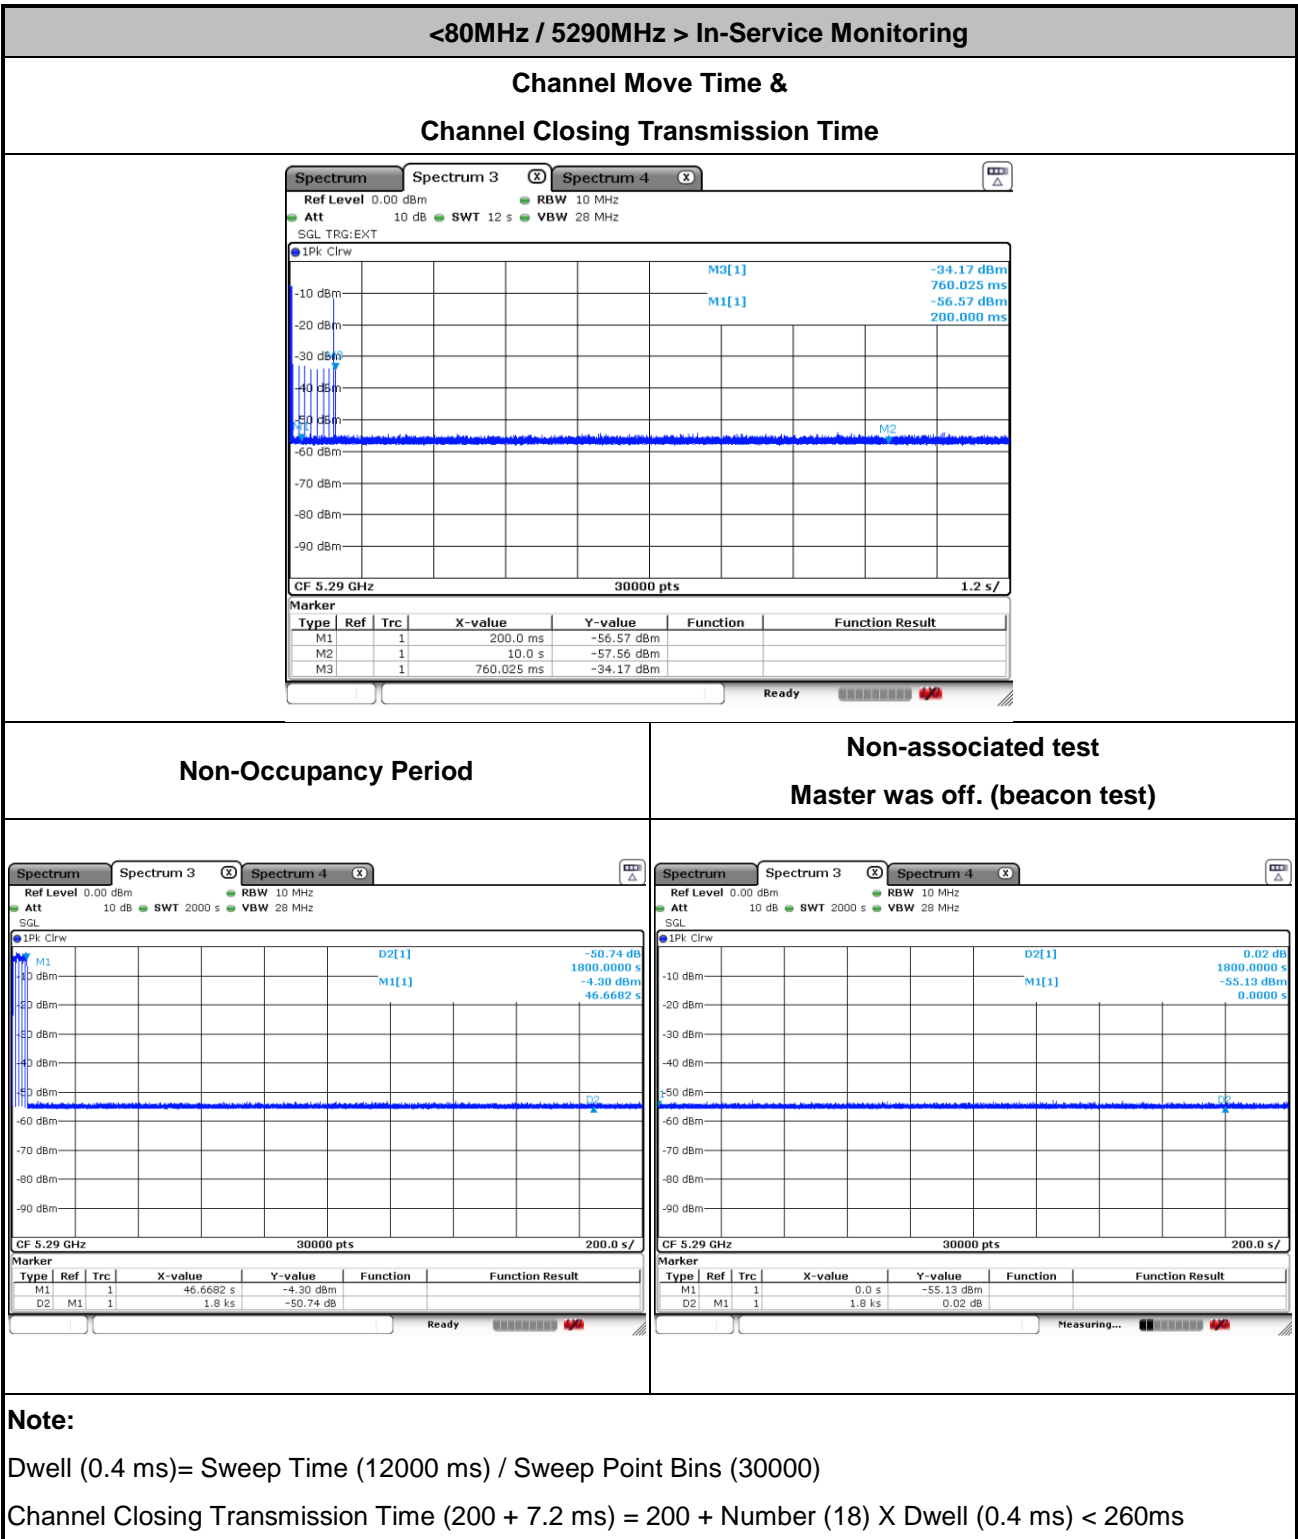 <80MHz / 5290MHz > In-Service Monitoring
Channel Move Time &
Channel Closing Transmission Time
Spectrum Spectrum 3 X Spectrum 4 X
Ref Level 0.00 dBm RBW 10 MHz
Att 10 dB SWT 12 s VBW 28 MHz
SGL TRG:EXT
1Pk Clrw
M3[1] -34.17 dBm
760.025 ms
-10 dBm
M1[1] -56.57 dBm
200.000 ms
-20 dBm
-30 dBm M3
-40 dBm
-50 dBm
M1 M2
-60 dBm
-70 dBm
-80 dBm
-90 dBm
CF 5.29 GHz 30000 pts 1.2 s/
Marker
Type Ref Trc X-value Y-value Function Function Result
M1 1 200.0 ms -56.57 dBm
M2 1 10.0 s -57.56 dBm
M3 1 760.025 ms -34.17 dBm
Ready
Non-Occupancy Period
Spectrum Spectrum 3 X Spectrum 4 X
Ref Level 0.00 dBm RBW 10 MHz
Att 10 dB SWT 2000 s VBW 28 MHz
SGL
1Pk Clrw
D2[1] -50.74 dB
M1 1800.0000 s
-10 dBm M1[1] -4.30 dBm
46.6682 s
-20 dBm
-30 dBm
-40 dBm
-50 dBm
D2
-60 dBm
-70 dBm
-80 dBm
-90 dBm
CF 5.29 GHz 30000 pts 200.0 s/
Marker
Type Ref Trc X-value Y-value Function Function Result
M1 1 46.6682 s -4.30 dBm
D2 M1 1 1.8 ks -50.74 dB
Ready
Non-associated test
Master was off. (beacon test)
Spectrum Spectrum 3 X Spectrum 4 X
Ref Level 0.00 dBm RBW 10 MHz
Att 10 dB SWT 2000 s VBW 28 MHz
SGL
1Pk Clrw
D2[1] 0.02 dB
1800.0000 s
-10 dBm M1[1] -55.13 dBm
0.0000 s
-20 dBm
-30 dBm
-40 dBm
-50 dBm
1 D2
-60 dBm
-70 dBm
-80 dBm
-90 dBm
CF 5.29 GHz 30000 pts 200.0 s/
Marker
Type Ref Trc X-value Y-value Function Function Result
M1 1 0.0 s -55.13 dBm
D2 M1 1 1.8 ks 0.02 dB
Measuring...
Note:
Dwell (0.4 ms)= Sweep Time (12000 ms) / Sweep Point Bins (30000)
Channel Closing Transmission Time (200 + 7.2 ms) = 200 + Number (18) X Dwell (0.4 ms) < 260ms